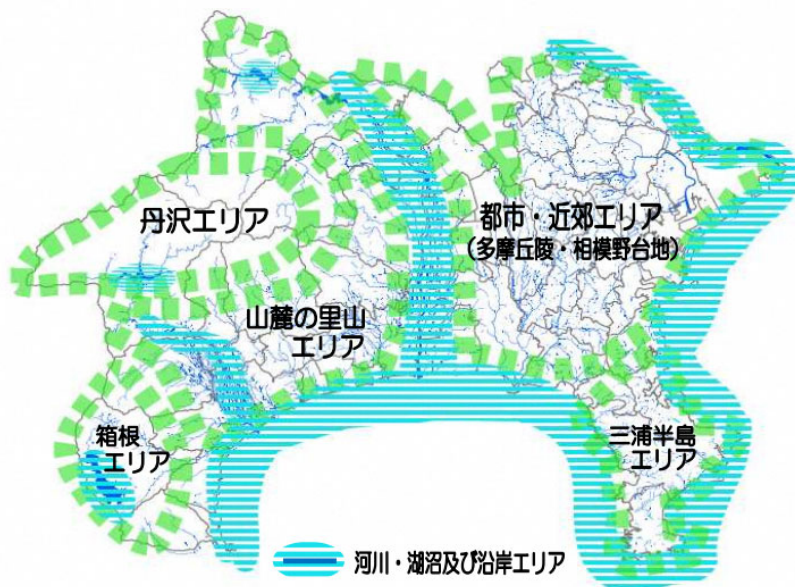 丹沢エリア
都市・近郊エリア
(多摩丘陵・相模野台地)
山麓の里山
エリア
箱根
エリア
三浦半島
エリア
河川・湖沼及び沿岸エリア